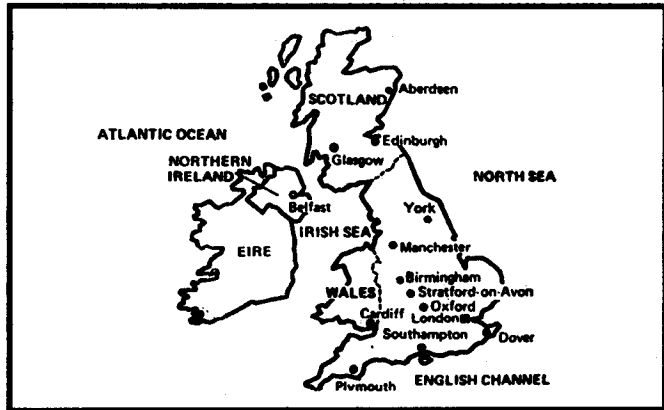 SCOTLAND
Aberdeen
ATLANTIC OCEAN
Edinburgh
Glasgow
NORTHERN
IRELAND
NORTH SEA
Belfast
York
IRISH SEA
EIRE
Manchester
Birmingham
WALES
Stratford-on-Avon
Oxford
Cardiff
London
Southampton
Dover
Plymouth
ENGLISH CHANNEL